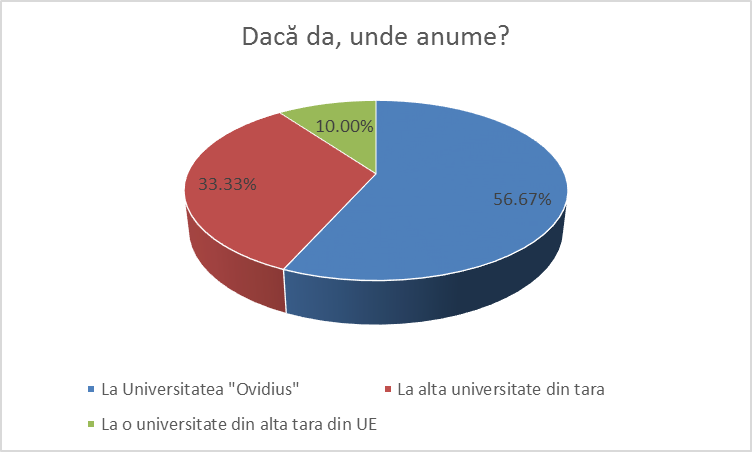 Dacă da, unde anume?
10.00%
33.33%
56.67%
La Universitatea "Ovidius"
La alta universitate din tara
La o universitate din alta tara din UE